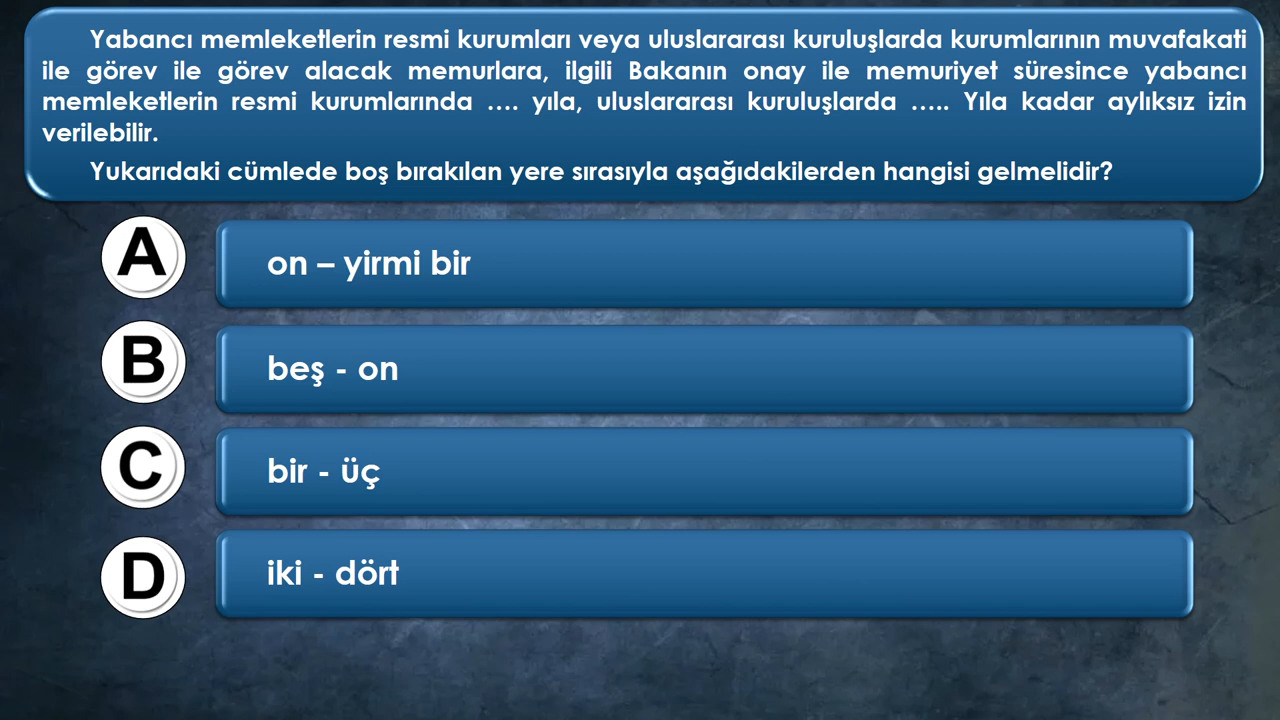 Yabancı memleketlerin resmi kurumları veya uluslararası kuruluşlarda kurumlarının muvafakati
ile görev ile görev alacak memurlara, ilgili Bakanın onay ile memuriyet süresince yabancı
memleketlerin resmi kurumlarında …. yıla, uluslararası kuruluşlarda ….. Yıla kadar aylıksız izin
verilebilir.
Yukarıdaki cümlede boş bırakılan yere sırasıyla aşağıdakilerden hangisi gelmelidir?
A
on – yirmi bir
B
beş - on
C
bir - üç
D
iki - dört